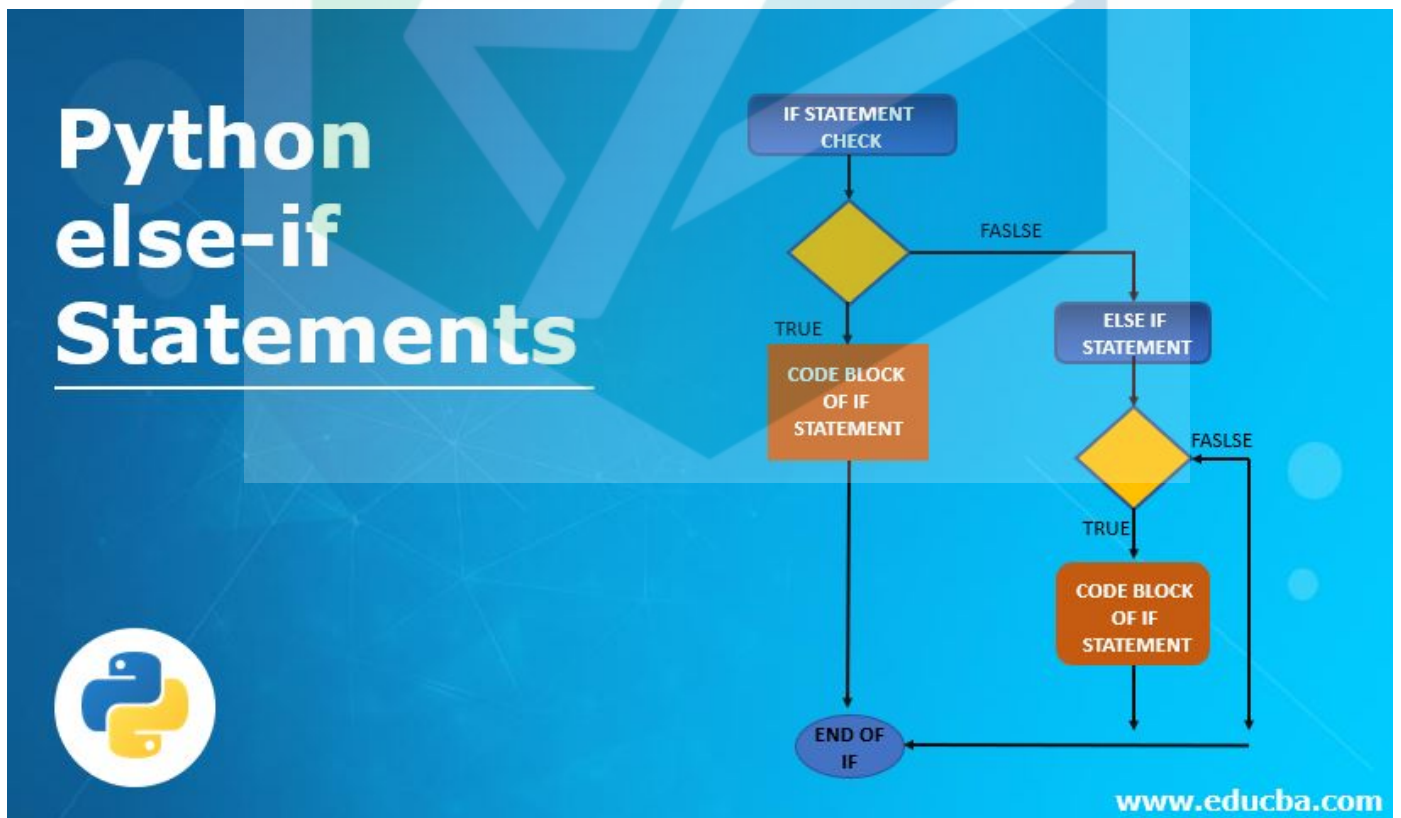 Python
else-if
Statements
IF STATEMENT
CHECK
FASLSE
TRUE
CODE BLOCK
OF IF
STATEMENT
ELSE IF
STATEMENT
FASLSE
TRUE
CODE BLOCK
OF IF
STATEMENT
END OF
IF
www.educba.com